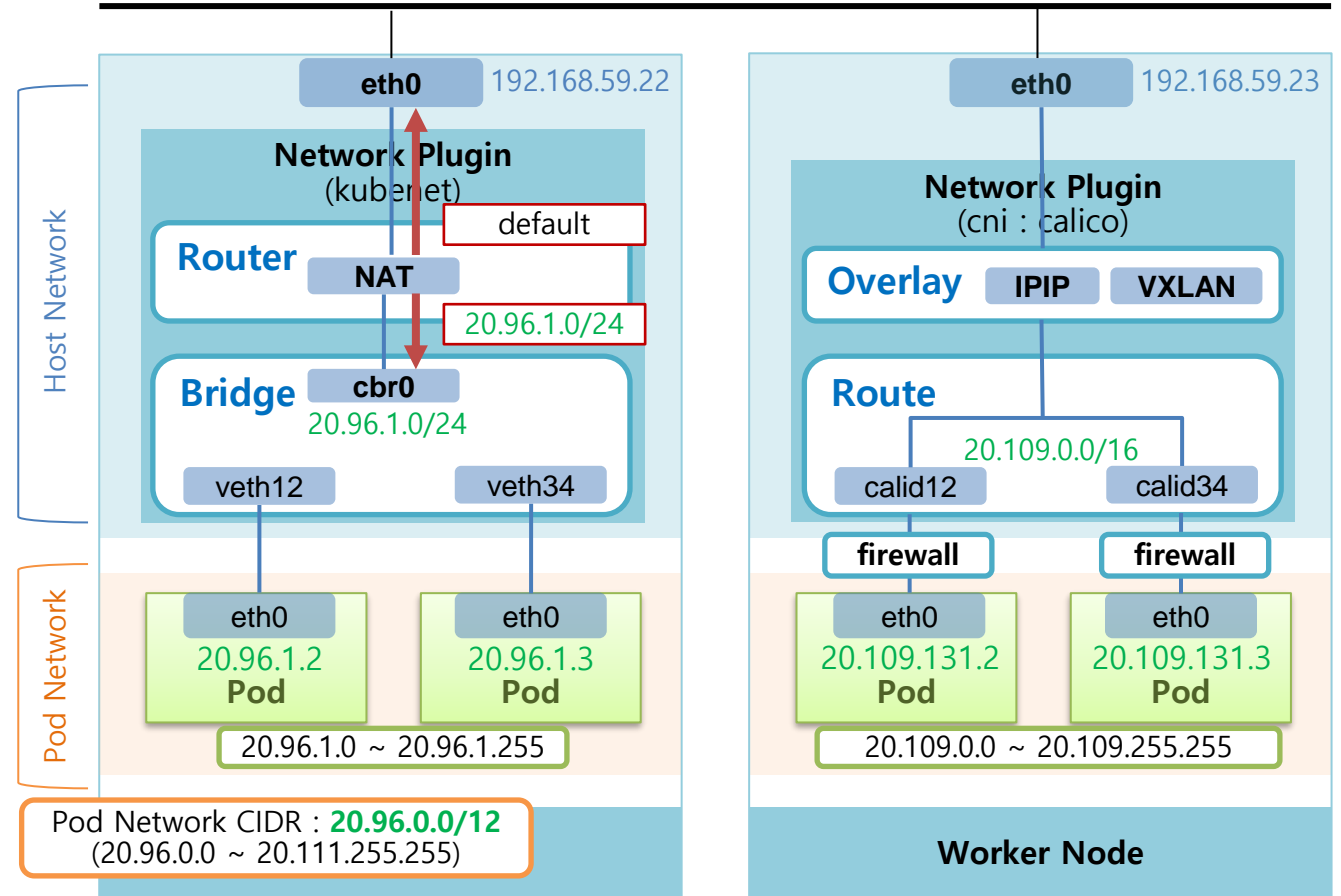 eth0
192.168.59.22
Network Plugin
(kubenet)
default
Router
NAT
20.96.1.0/24
Bridge
cbr0
20.96.1.0/24
veth12
veth34
Host Network
eth0
20.96.1.2
Pod
eth0
20.96.1.3
Pod
20.96.1.0 ~ 20.96.1.255
Pod Network
Pod Network CIDR : 20.96.0.0/12
(20.96.0.0 ~ 20.111.255.255)
eth0
192.168.59.23
Network Plugin
(cni : calico)
Overlay
IPIP
VXLAN
Route
20.109.0.0/16
calid12
calid34
firewall
firewall
eth0
20.109.131.2
Pod
eth0
20.109.131.3
Pod
20.109.0.0 ~ 20.109.255.255
Worker Node